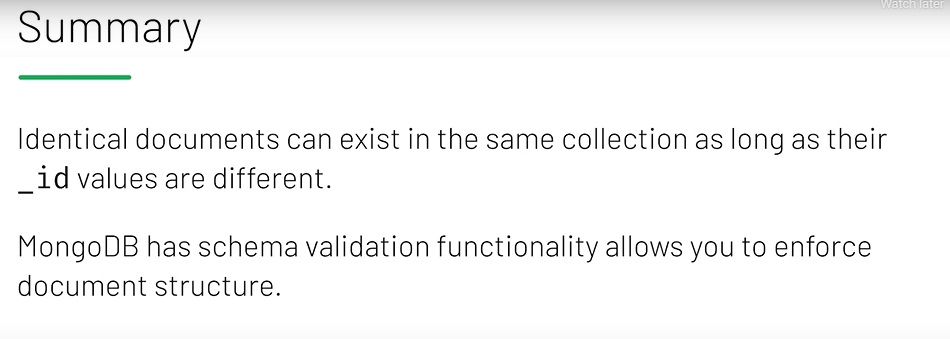 Watch later
Summary
Identical documents can exist in the same collection as long as their
_id values are different.
MongoDB has schema validation functionality allows you to enforce
document structure.